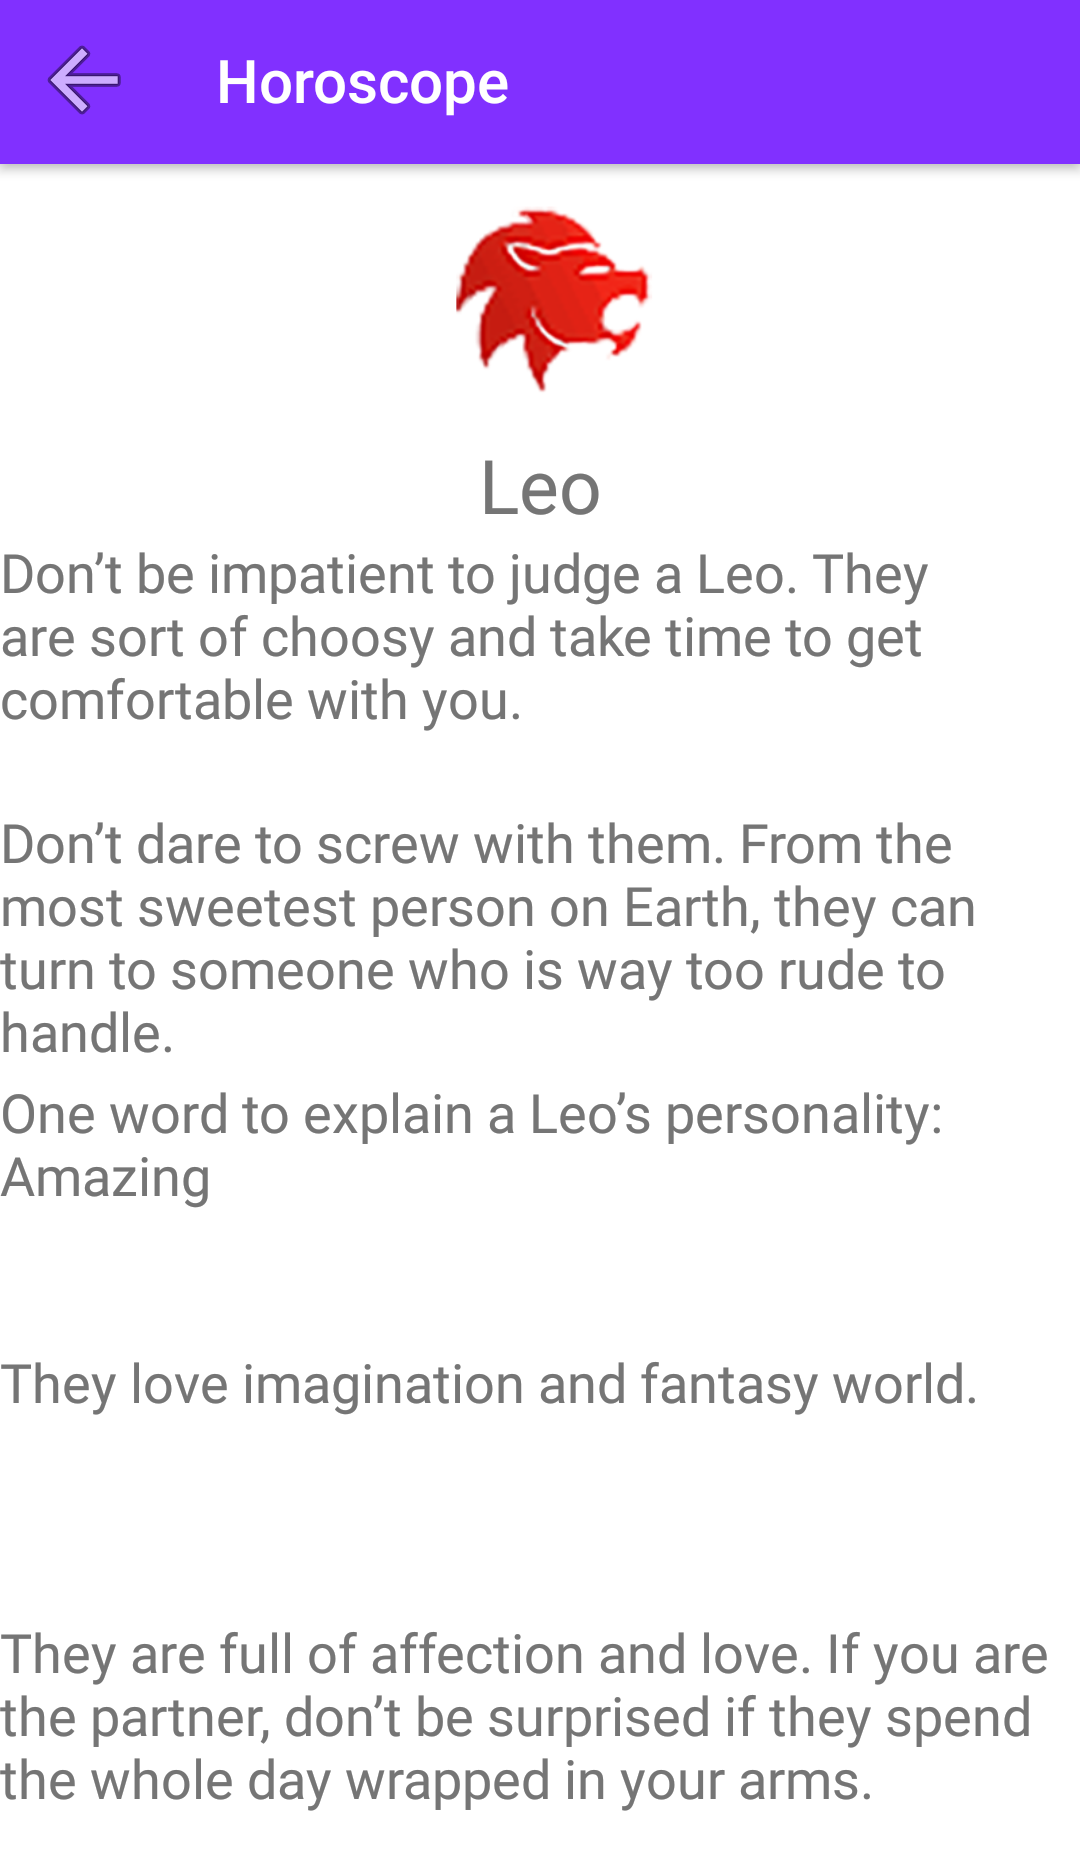 Horoscope
Leo
Don’t be impatient to judge a Leo. They
are sort of choosy and take time to get
comfortable with you.
Don’t dare to screw with them. From the
most sweetest person on Earth, they can
turn to someone who is way too rude to
handle.
One word to explain a Leo’s personality:
Amazing
They love imagination and fantasy world.
They are full of affection and love. If you are
the partner, don’t be surprised if they spend
the whole day wrapped in your arms.